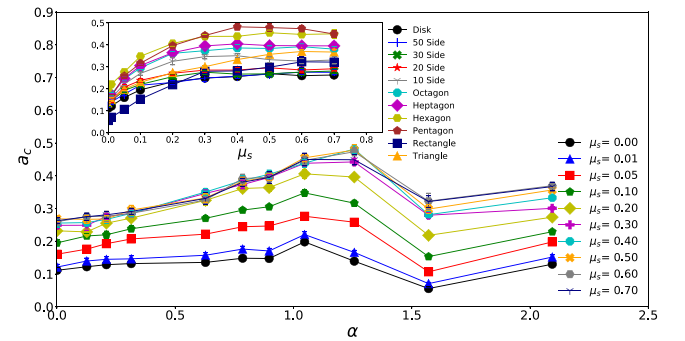 0.9
0.8
0.7
0.6
0.5
0.4
0.3
0.2
0.1
0.0
a_c
0.0 0.5 1.0 1.5 2.0 2.5
α
0.5
0.4
0.3
0.2
0.1
0.0
0.0 0.1 0.2 0.3 0.4 0.5 0.6 0.7 0.8
μ_s
Disk
50 Side
30 Side
20 Side
10 Side
Octagon
Heptagon
Hexagon
Pentagon
Rectangle
Triangle
μ_s= 0.00
μ_s= 0.01
μ_s= 0.05
μ_s= 0.10
μ_s= 0.20
μ_s= 0.30
μ_s= 0.40
μ_s= 0.50
μ_s= 0.60
μ_s= 0.70